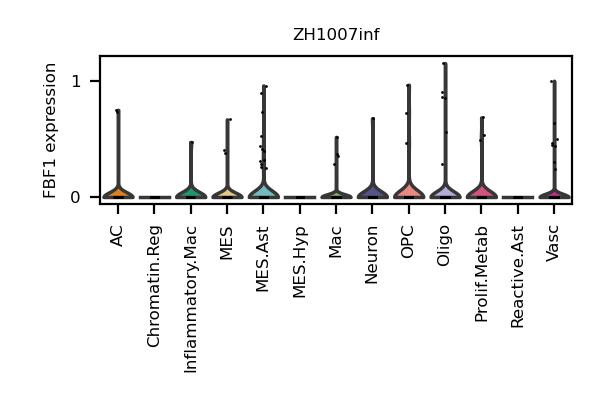 ZH1007inf
FBF1 expression
1
0
AC
Chromatin.Reg
Inflammatory.Mac
MES
MES.Ast
MES.Hyp
Mac
Neuron
OPC
Oligo
Prolif.Metab
Reactive.Ast
Vasc